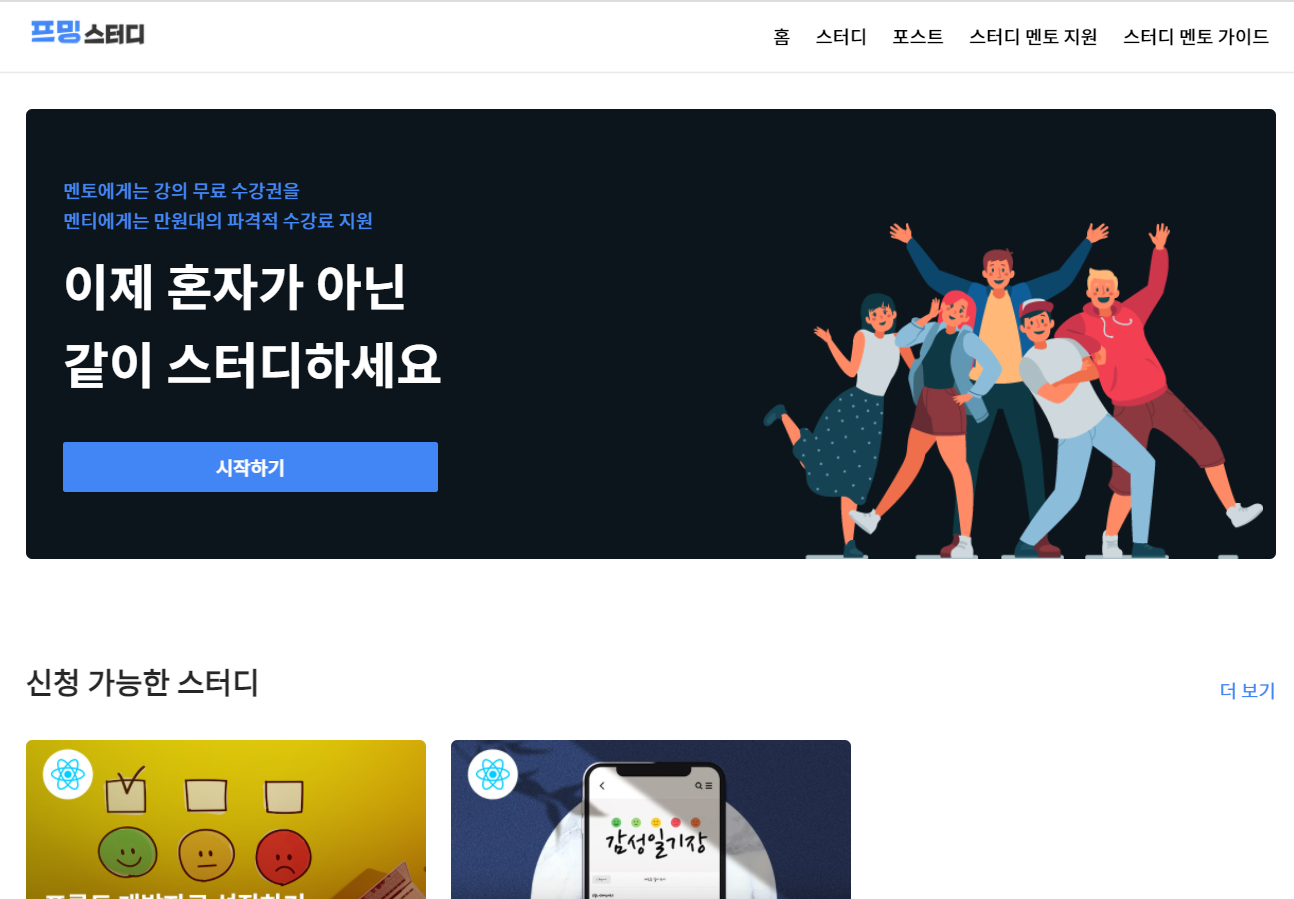 프밍 스터디
홈 스터디 포스트 스터디 멘토 지원 스터디 멘토 가이드
멘토에게는 강의 무료 수강권을
멘티에게는 만원대의 파격적 수강료 지원
이제 혼자가 아닌
같이 스터디하세요
시작하기
신청 가능한 스터디
더 보기
감성일기장